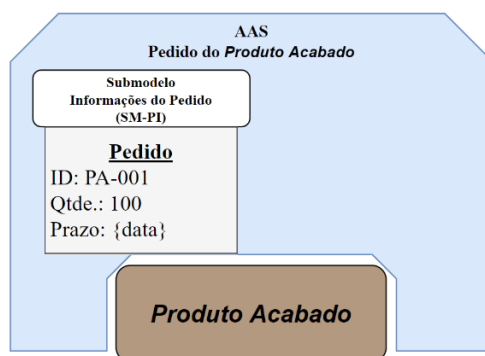 AAS
Pedido do Produto Acabado
Submodelo
Informações do Pedido
(SM-PI)
Pedido
ID: PA-001
Qtde.: 100
Prazo: {data}
Produto Acabado